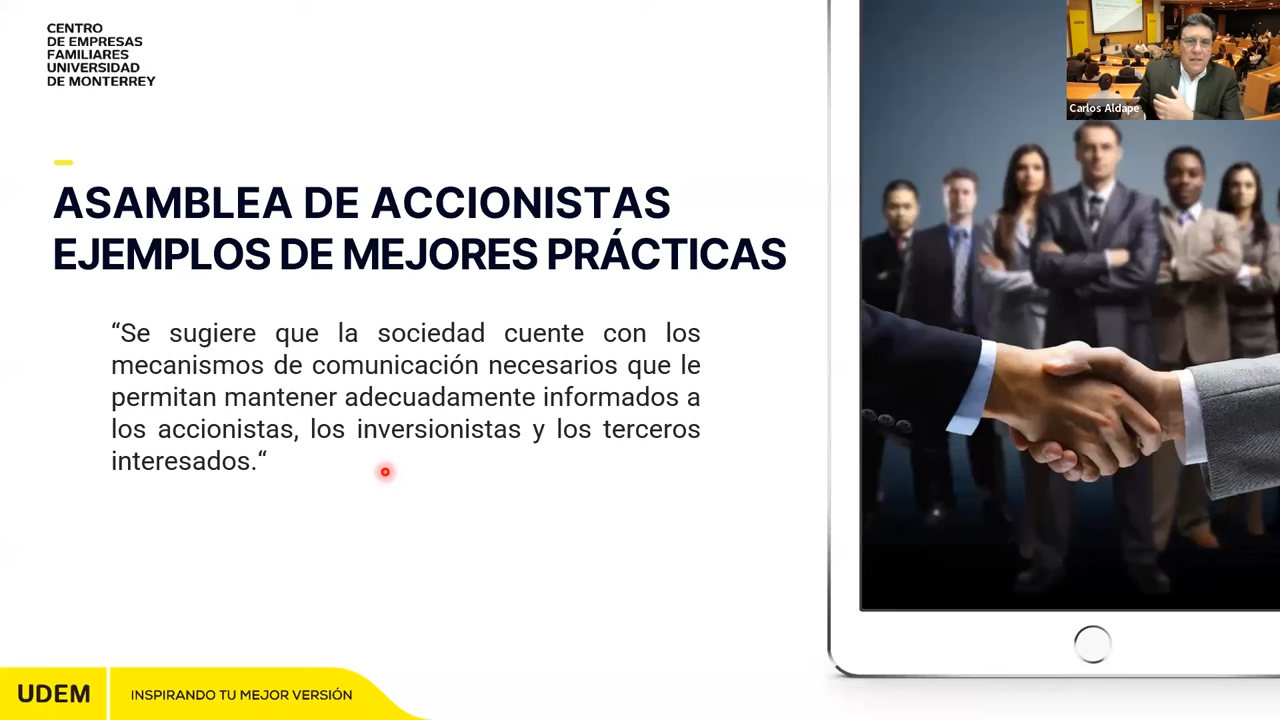 CENTRO
DE EMPRESAS
FAMILIARES
UNIVERSIDAD
DE MONTERREY
UDEM
Carlos Aldape
ASAMBLEA DE ACCIONISTAS
EJEMPLOS DE MEJORES PRÁCTICAS
“Se sugiere que la sociedad cuente con los
mecanismos de comunicación necesarios que le
permitan mantener adecuadamente informados a
los accionistas, los inversionistas y los terceros
interesados.“
UDEM
INSPIRANDO TU MEJOR VERSIÓN